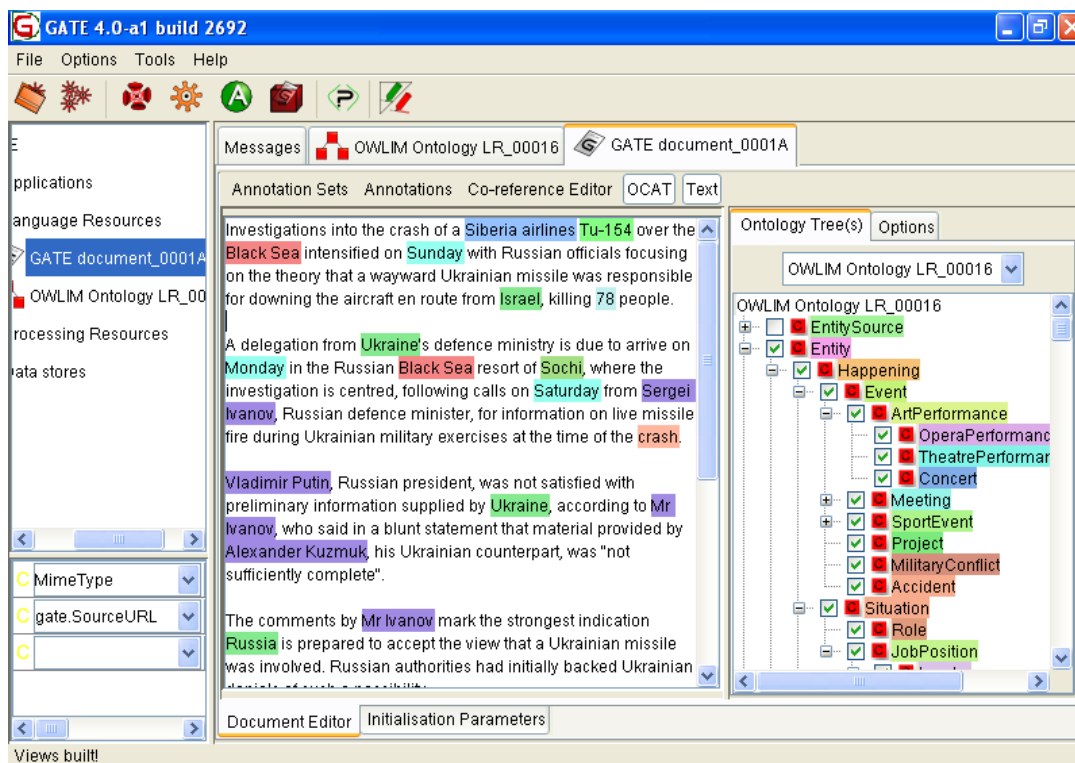 GATE 4.0-a1 build 2692
File Options Tools Help
Messages OWLIM Ontology LR_00016 GATE document_0001A
E
pplications
anguage Resources
GATE document_0001A
OWLIM Ontology LR_00
rocessing Resources
ata stores
MimeType
gate.SourceURL
Annotation Sets Annotations Co-reference Editor OCAT Text
Investigations into the crash of a Siberia airlines Tu-154 over the
Black Sea intensified on Sunday with Russian officials focusing
on the theory that a wayward Ukrainian missile was responsible
for downing the aircraft en route from Israel, killing 78 people.
A delegation from Ukraine's defence ministry is due to arrive on
Monday in the Russian Black Sea resort of Sochi, where the
investigation is centred, following calls on Saturday from Sergei
Ivanov, Russian defence minister, for information on live missile
fire during Ukrainian military exercises at the time of the crash.
Vladimir Putin, Russian president, was not satisfied with
preliminary information supplied by Ukraine, according to Mr
Ivanov, who said in a blunt statement that material provided by
Alexander Kuzmuk, his Ukrainian counterpart, was "not
sufficiently complete".
The comments by Mr Ivanov mark the strongest indication
Russia is prepared to accept the view that a Ukrainian missile
was involved. Russian authorities had initially backed Ukrainian
Ontology Tree(s) Options
OWLIM Ontology LR_00016
OWLIM Ontology LR_00016
C EntitySource
C Entity
C Happening
C Event
C ArtPerformance
C OperaPerformanc
C TheatrePerformar
C Concert
C Meeting
C SportEvent
C Project
C MilitaryConflict
C Accident
C Situation
C Role
C JobPosition
Document Editor Initialisation Parameters
Views built!